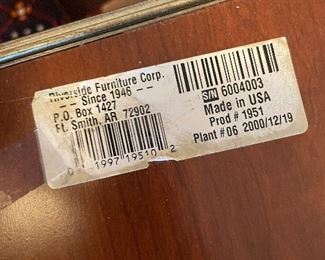 Riverside Furniture Corp.
-- Since 1946 --
P.O. Box 1427
Ft. Smith, AR 72902
0 1997 19510 2
S/N 6004003
Made in USA
Prod # 1951
Plant # 06 2000/12/19